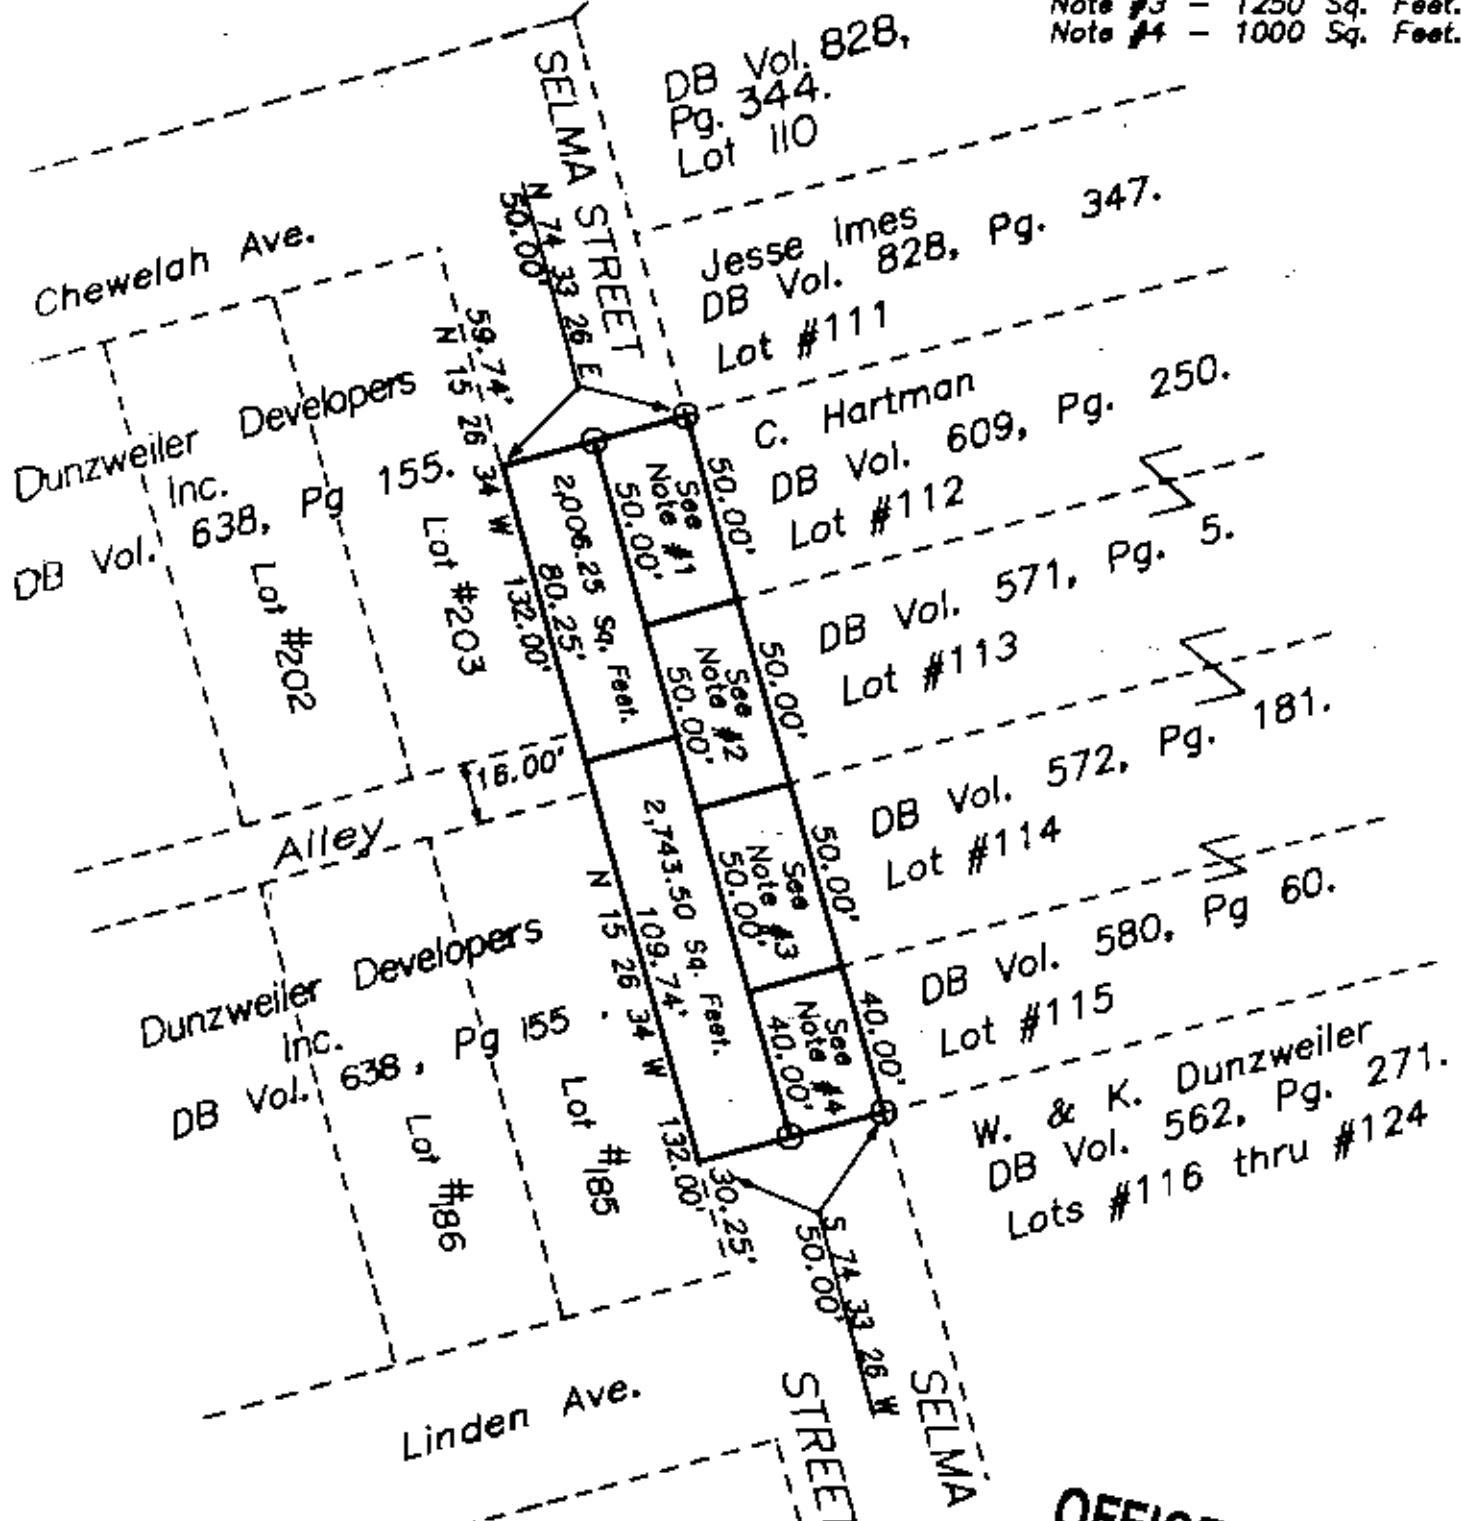 Note #3 - 1250 Sq. Feet.
Note #4 - 1000 Sq. Feet.
DB Vol. 828,
Pg. 344.
Lot 110
SELMA STREET
N 74 33 26 E
50.00'
Jesse Imes
DB Vol. 828, Pg. 347.
Lot #111
Chewelah Ave.
59.74'
N 15 26 34 W 132.00'
Dunzweiler Developers
Inc.
DB Vol. 638, Pg 155.
Lot #202
Lot #203
C. Hartman
DB Vol. 609, Pg. 250.
Lot #112
50.00'
See
Note #1
50.00'
2,006.25 Sq. Feet.
80.25'
DB Vol. 571, Pg. 5.
Lot #113
50.00'
See
Note #2
50.00'
16.00'
Alley
DB Vol. 572, Pg. 181.
Lot #114
50.00'
See
Note #3
50.00'
2,743.50 Sq. Feet.
109.74'
N 15 26 34 W 132.00'
DB Vol. 580, Pg 60.
Lot #115
40.00'
See
Note #4
40.00'
Dunzweiler Developers
Inc.
DB Vol. 638, Pg 155
Lot #186
Lot #185
30.25'
W. & K. Dunzweiler
DB Vol. 562, Pg. 271.
Lots #116 thru #124
S 74 33 26 W
50.00'
Linden Ave.
SELMA
STREET